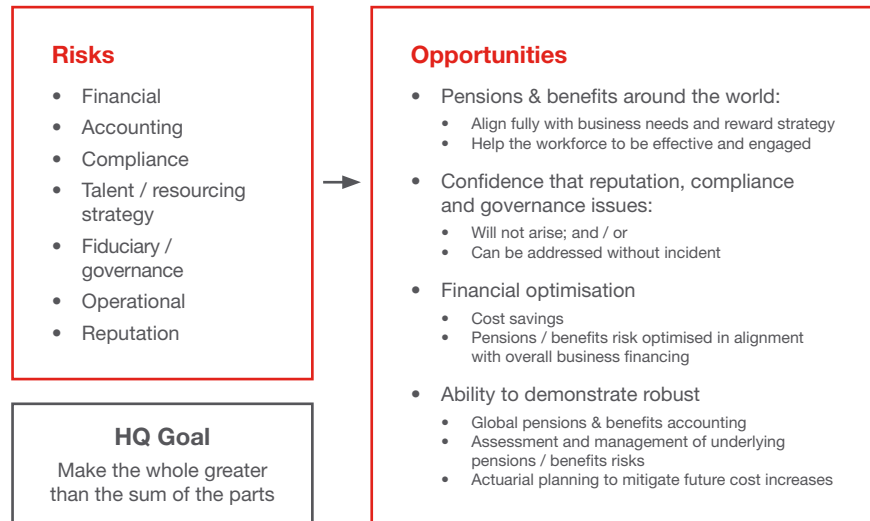 Risks
• Financial
• Accounting
• Compliance
• Talent / resourcing
strategy
• Fiduciary /
governance
• Operational
• Reputation
HQ Goal
Make the whole greater
than the sum of the parts
Opportunities
• Pensions & benefits around the world:
• Align fully with business needs and reward strategy
• Help the workforce to be effective and engaged
• Confidence that reputation, compliance
and governance issues:
• Will not arise; and / or
• Can be addressed without incident
• Financial optimisation
• Cost savings
• Pensions / benefits risk optimised in alignment
with overall business financing
• Ability to demonstrate robust
• Global pensions & benefits accounting
• Assessment and management of underlying
pensions / benefits risks
• Actuarial planning to mitigate future cost increases